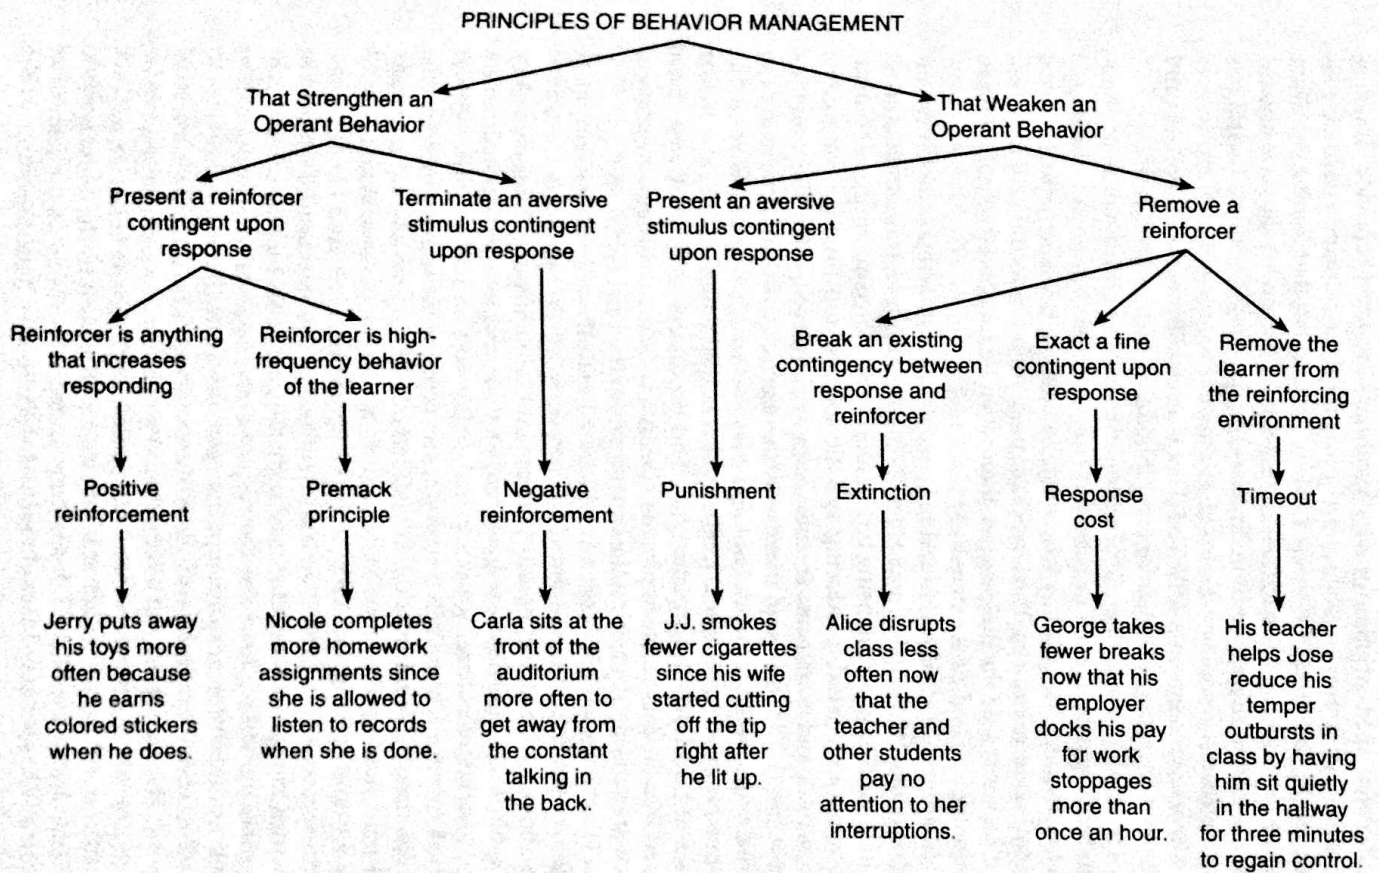 PRINCIPLES OF BEHAVIOR MANAGEMENT
That Strengthen an
Operant Behavior
That Weaken an
Operant Behavior
Present a reinforcer
contingent upon
response
Terminate an aversive
stimulus contingent
upon response
Present an aversive
stimulus contingent
upon response
Remove a
reinforcer
Reinforcer is anything
that increases
responding
Reinforcer is high-
frequency behavior
of the learner
Break an existing
contingency between
response and
reinforcer
Exact a fine
contingent upon
response
Remove the
learner from
the reinforcing
environment
Positive
reinforcement
Premack
principle
Negative
reinforcement
Punishment
Extinction
Response
cost
Timeout
Jerry puts away
his toys more
often because
he earns
colored stickers
when he does.
Nicole completes
more homework
assignments since
she is allowed to
listen to records
when she is done.
Carla sits at the
front of the
auditorium
more often to
get away from
the constant
talking in
the back.
J.J. smokes
fewer cigarettes
since his wife
started cutting
off the tip
right after
he lit up.
Alice disrupts
class less
often now
that the
teacher and
other students
pay no
attention to her
interruptions.
George takes
fewer breaks
now that his
employer
docks his pay
for work
stoppages
more than
once an hour.
His teacher
helps Jose
reduce his
temper
outbursts in
class by having
him sit quietly
in the hallway
for three minutes
to regain control.